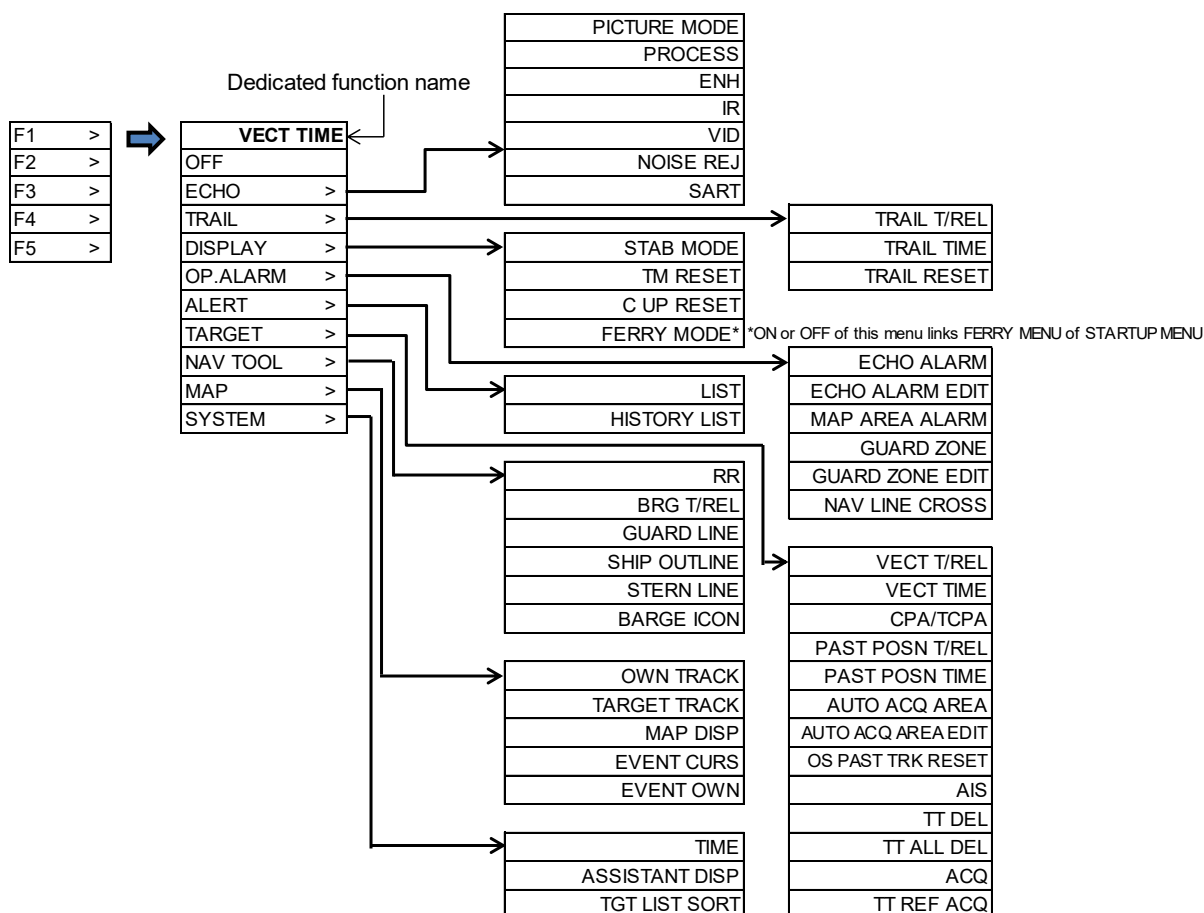 Dedicated function name
F1 >
F2 >
F3 >
F4 >
F5 >
VECT TIME
OFF
ECHO >
TRAIL >
DISPLAY >
OP.ALARM >
ALERT >
TARGET >
NAV TOOL >
MAP >
SYSTEM >
PICTURE MODE
PROCESS
ENH
IR
VID
NOISE REJ
SART
TRAIL T/REL
TRAIL TIME
TRAIL RESET
STAB MODE
TM RESET
C UP RESET
FERRY MODE* *ON or OFF of this menu links FERRY MENU of STARTUP MENU
ECHO ALARM
ECHO ALARM EDIT
MAP AREA ALARM
GUARD ZONE
GUARD ZONE EDIT
NAV LINE CROSS
LIST
HISTORY LIST
RR
BRG T/REL
GUARD LINE
SHIP OUTLINE
STERN LINE
BARGE ICON
VECT T/REL
VECT TIME
CPA/TCPA
PAST POSN T/REL
PAST POSN TIME
AUTO ACQ AREA
AUTO ACQ AREA EDIT
OS PAST TRK RESET
AIS
TT DEL
TT ALL DEL
ACQ
TT REF ACQ
OWN TRACK
TARGET TRACK
MAP DISP
EVENT CURS
EVENT OWN
TIME
ASSISTANT DISP
TGT LIST SORT